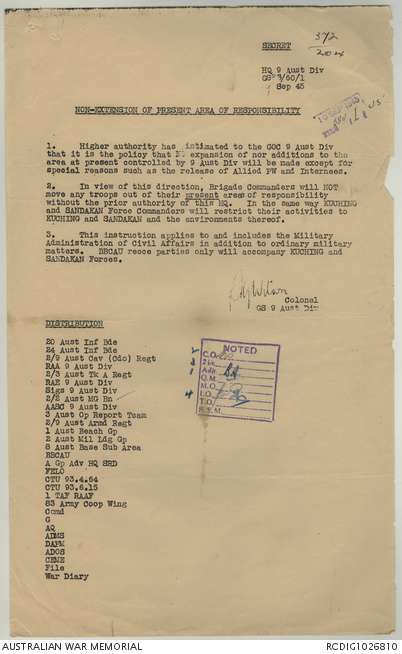 SECRET
372
HQ 9 Aust Div
GS 3/60/1
9 Sep 45
NON-EXTENSION OF PRESENT AREA OF RESPONSIBILITY
1. Higher authority has intimated to the GOC 9 Aust Div
that it is the policy that expansion of nor additions to the
area at present controlled by 9 Aust Div will be made except for
special reasons such as the release of Allied PW and Internees.
2. In view of this direction, Brigade Commanders will NOT
move any troops out of their present areas of responsibility
without the prior authority of this HQ. In the same way KUCHING
and SANDAKAN Force Commanders will restrict their activities to
KUCHING and SANDAKAN and the environments thereof.
3. This instruction applies to and includes the Military
Administration of Civil Affairs in addition to ordinary military
matters. BBCAU recce parties only will accompany KUCHING and
SANDAKAN Forces.
Colonel
GS 9 Aust Div
DISTRIBUTION
20 Aust Inf Bde
24 Aust Inf Bde
2/9 Aust Cav (Cdo) Regt
RAA 9 Aust Div
2/3 Aust Tk A Regt
RAE 9 Aust Div
Sigs 9 Aust Div
2/2 Aust MG Bn
AASC 9 Aust Div
3 Aust Op Report Team
2/9 Aust Armd Regt
1 Aust Beach Gp
2 Aust Mil Ldg Gp
8 Aust Base Sub Area
BBCAU
A Gp Adv HQ SRD
FELO
CTU 93.4.64
CTU 93.6.15
1 TAF RAAF
83 Army Coop Wing
Comd
G
AQ
ADMS
DAPM
ADOS
CEME
File
War Diary
NOTED
C.O.
2 i/c
Adjt
Q.M.
M.O.
I.O.
T.O.
R.S.M.
AUSTRALIAN WAR MEMORIAL
RCDIG1026810